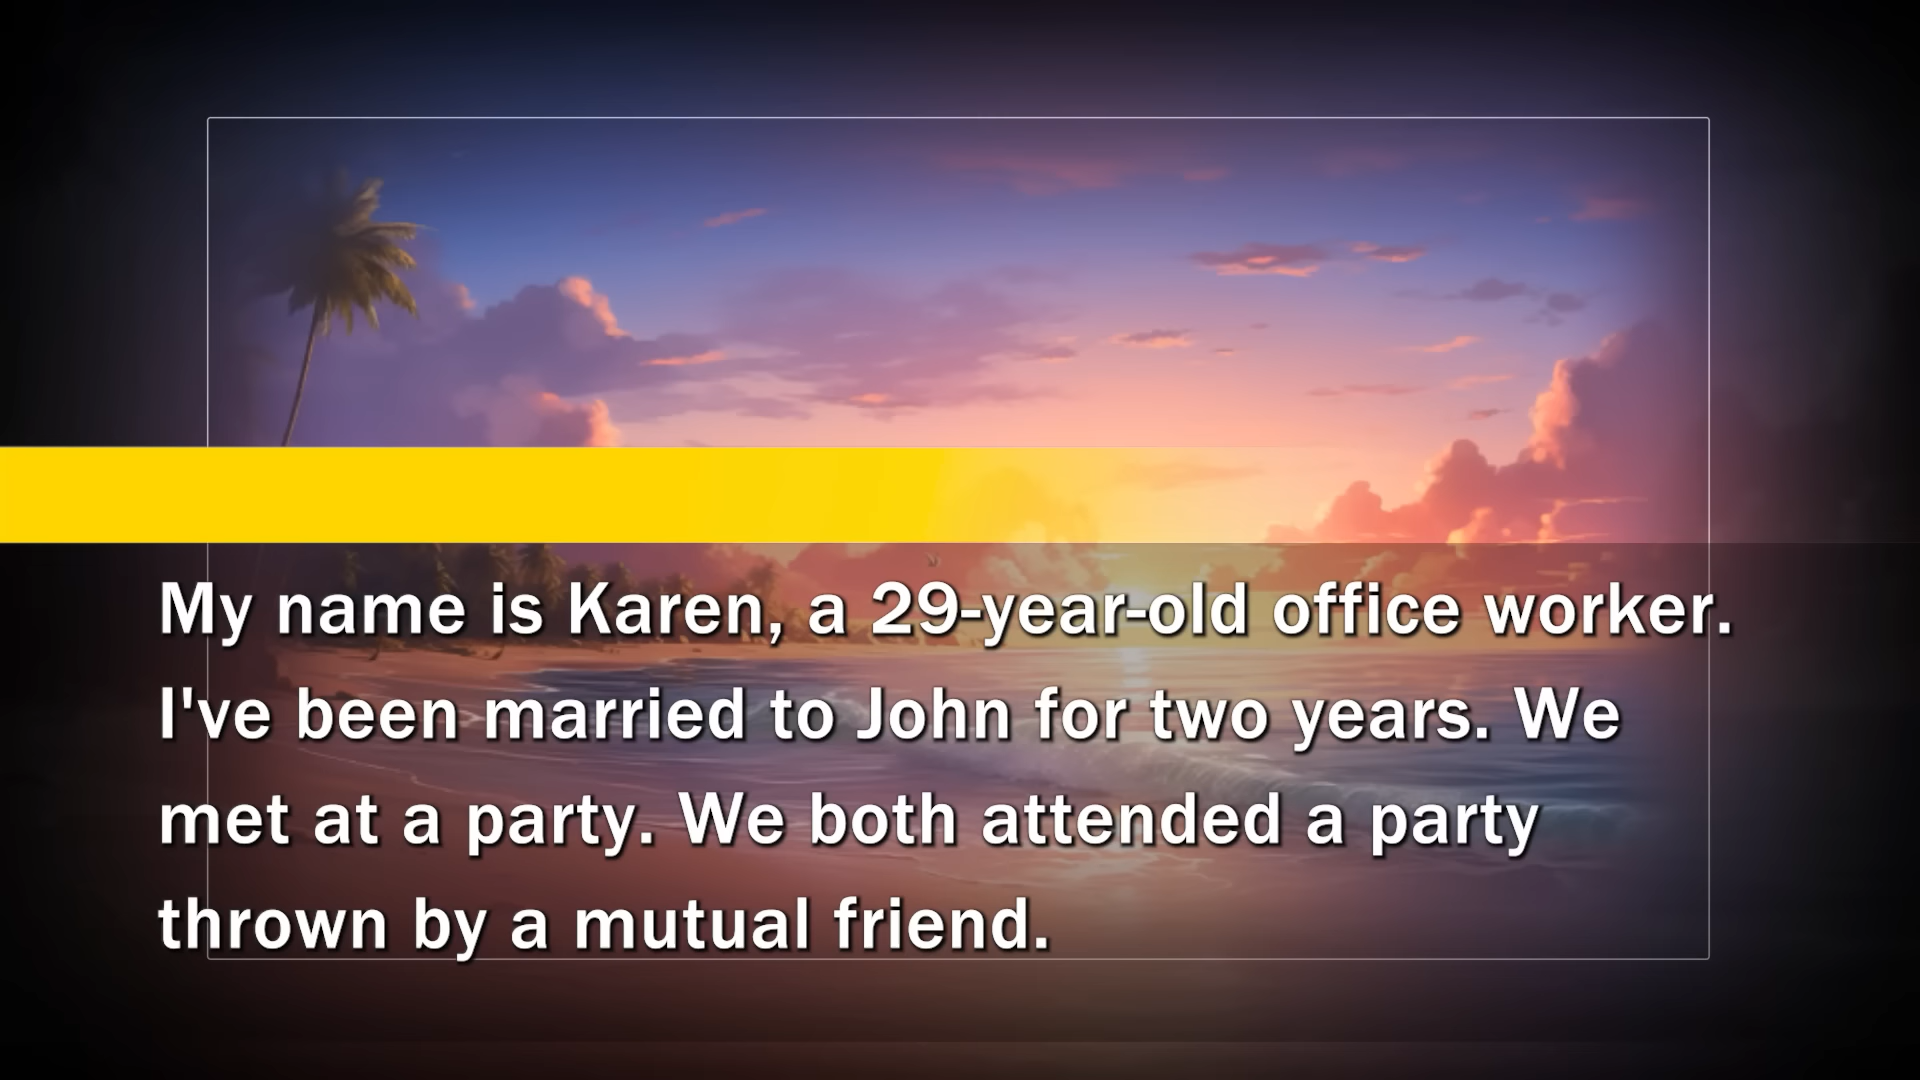 My name is Karen, a 29-year-old office worker.
I've been married to John for two years. We
met at a party. We both attended a party
thrown by a mutual friend.